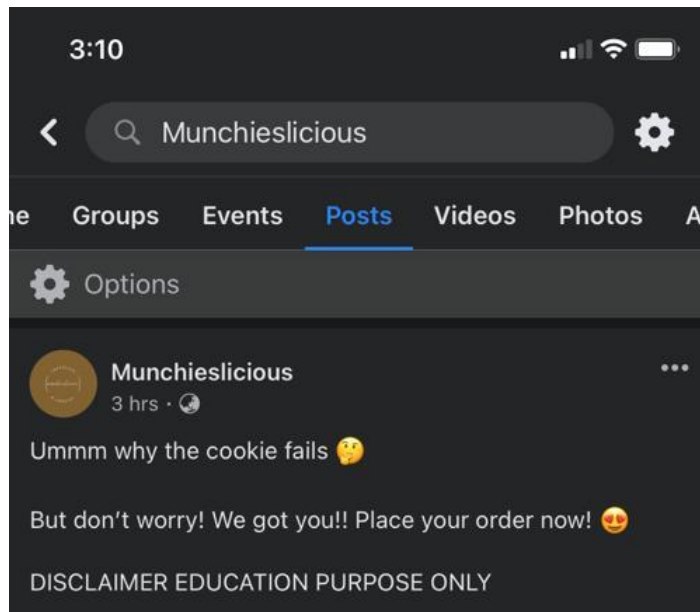 3:10
Munchieslicious
Groups Events Posts Videos Photos
Options
Munchieslicious
3 hrs ·
Ummm why the cookie fails 🤔
But don't worry! We got you!! Place your order now! 😍
DISCLAIMER EDUCATION PURPOSE ONLY